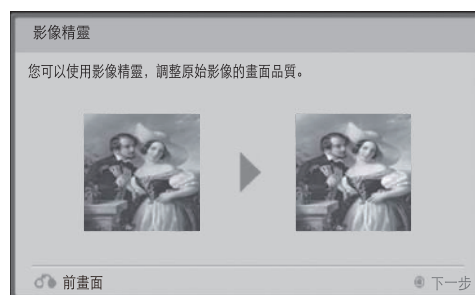 影像精靈
您可以使用影像精靈，調整原始影像的畫面品質。
前畫面
下一步